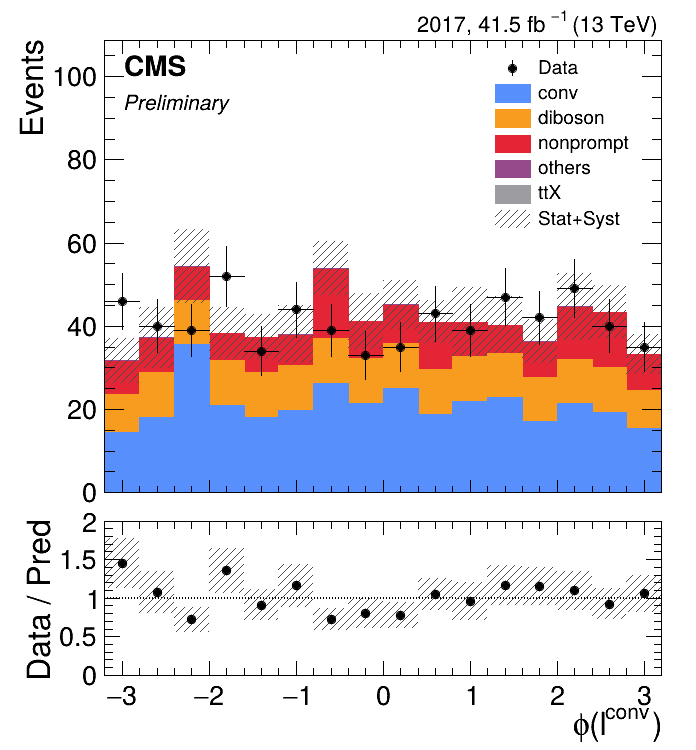 2017, 41.5 fb⁻¹ (13 TeV)
Events
CMS
Preliminary
Data
conv
diboson
nonprompt
others
ttX
Stat+Syst
100
80
60
40
20
0
Data / Pred
2
1.5
1
0.5
0
−3 −2 −1 0 1 2 3
ϕ(l^conv)